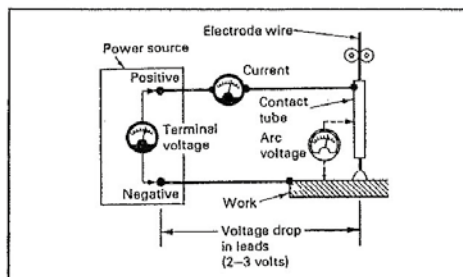 Electrode wire
Power source
Positive
Current
Contact
tube
Terminal
voltage
Arc
voltage
Negative
Work
Voltage drop
in leads
(2–3 volts)